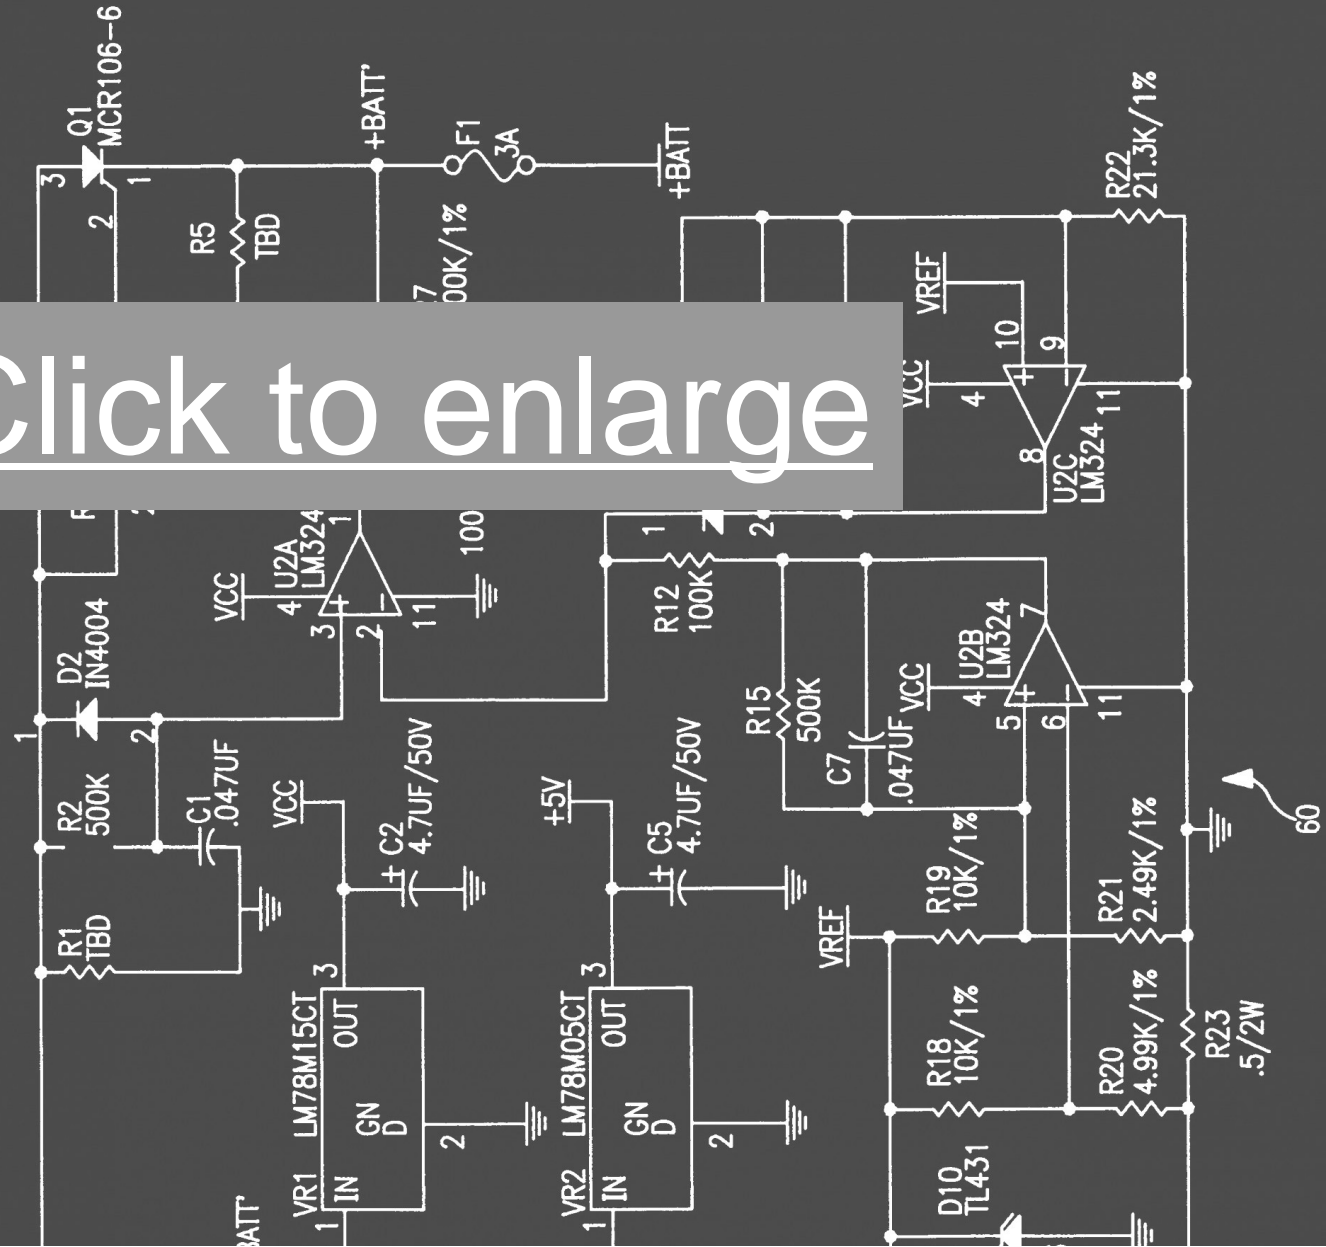 Q1
MCR106-6
3
1
2
R5
TBD
+BATT'
F1
3A
+BATT
00K/1%
R22
21.3K/1%
VREF
10
9
VCC
4
11
8
U2C
LM324
Click to enlarge
1
2
VCC
4
U2A
LM324
1
3
2
11
100
R12
100K
D2
IN4004
1
2
R2
500K
C1
.047UF
R1
TBD
VCC
C2
4.7UF/50V
+5V
C5
4.7UF/50V
R15
500K
C7
.047UF
VCC
4
U2B
LM324
7
5
6
11
60
VREF
R19
10K/1%
R21
2.49K/1%
R18
10K/1%
R20
4.99K/1%
R23
.5/2W
D10
TL431
VR1
LM78M15CT
IN
OUT
GN
D
1
2
3
VR2
LM78M05CT
IN
OUT
GN
D
1
2
3
BATT'